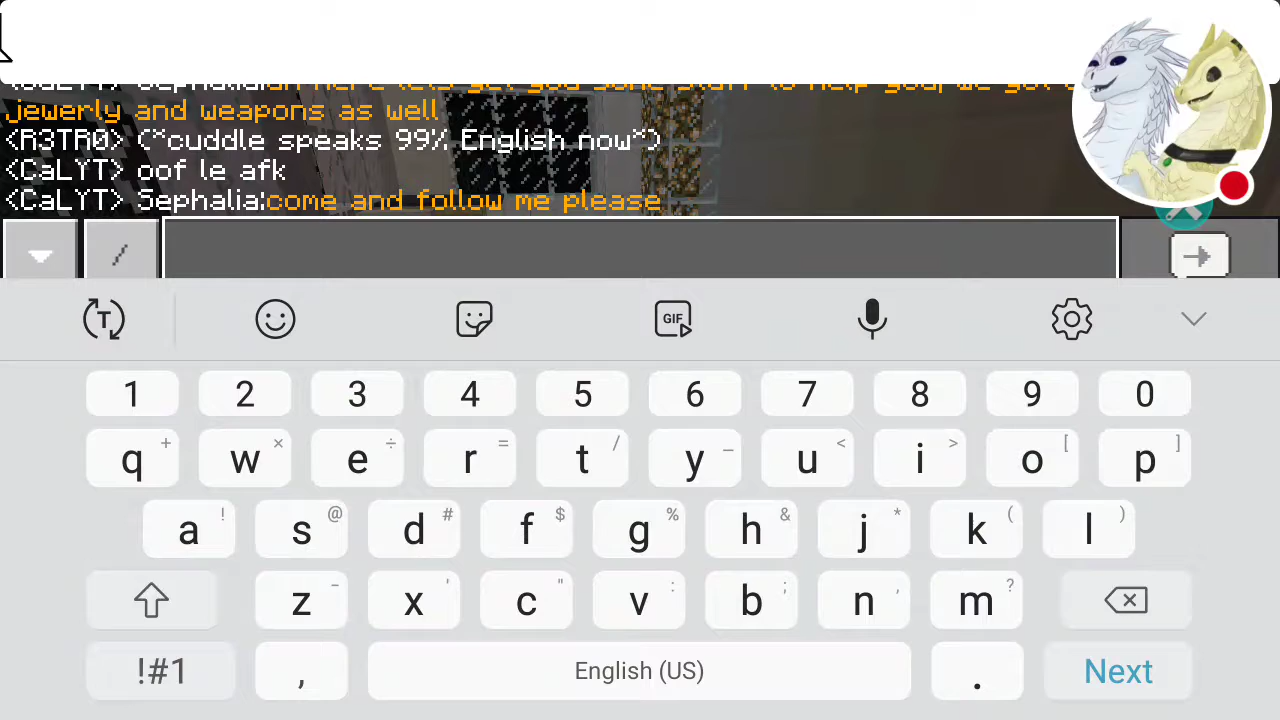 jewerly and weapons as well
<R3TR0> (*cuddle speaks 99% English now*)
<CaLYT> oof le afk
<CaLYT> Sephalia:come and follow me please
/
T
GIF
1 2 3 4 5 6 7 8 9 0
q + w × e ÷ r = t / y _ u < i > o [ p ]
a ! s @ d # f $ g % h & j * k ( l )
z - x ' c " v : b ; n , m ?
!#1 , English (US) . Next